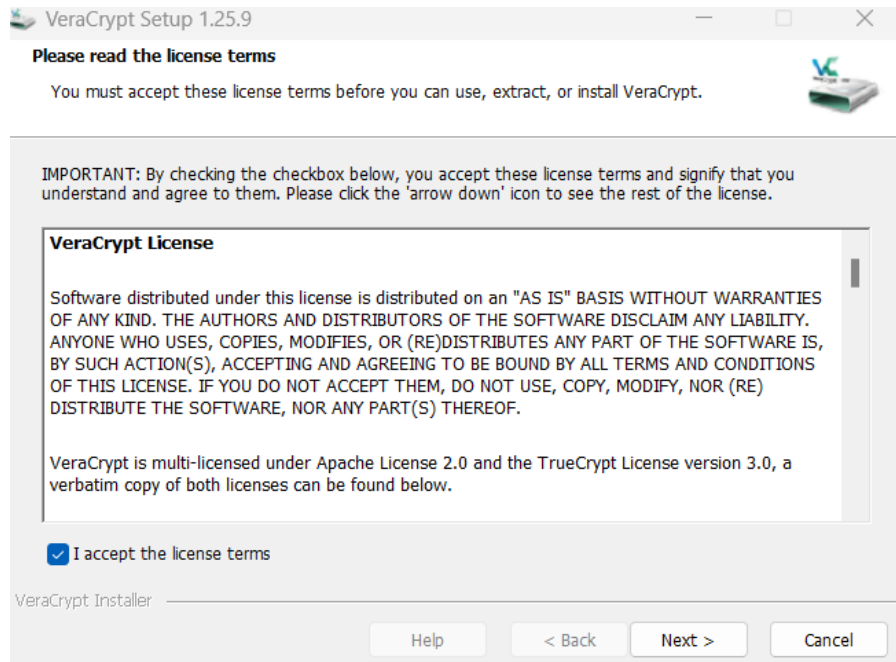 VeraCrypt Setup 1.25.9
Please read the license terms
You must accept these license terms before you can use, extract, or install VeraCrypt.
IMPORTANT: By checking the checkbox below, you accept these license terms and signify that you
understand and agree to them. Please click the 'arrow down' icon to see the rest of the license.
VeraCrypt License
Software distributed under this license is distributed on an "AS IS" BASIS WITHOUT WARRANTIES
OF ANY KIND. THE AUTHORS AND DISTRIBUTORS OF THE SOFTWARE DISCLAIM ANY LIABILITY.
ANYONE WHO USES, COPIES, MODIFIES, OR (RE)DISTRIBUTES ANY PART OF THE SOFTWARE IS,
BY SUCH ACTION(S), ACCEPTING AND AGREEING TO BE BOUND BY ALL TERMS AND CONDITIONS
OF THIS LICENSE. IF YOU DO NOT ACCEPT THEM, DO NOT USE, COPY, MODIFY, NOR (RE)
DISTRIBUTE THE SOFTWARE, NOR ANY PART(S) THEREOF.
VeraCrypt is multi-licensed under Apache License 2.0 and the TrueCrypt License version 3.0, a
verbatim copy of both licenses can be found below.
I accept the license terms
VeraCrypt Installer
Help
< Back
Next >
Cancel